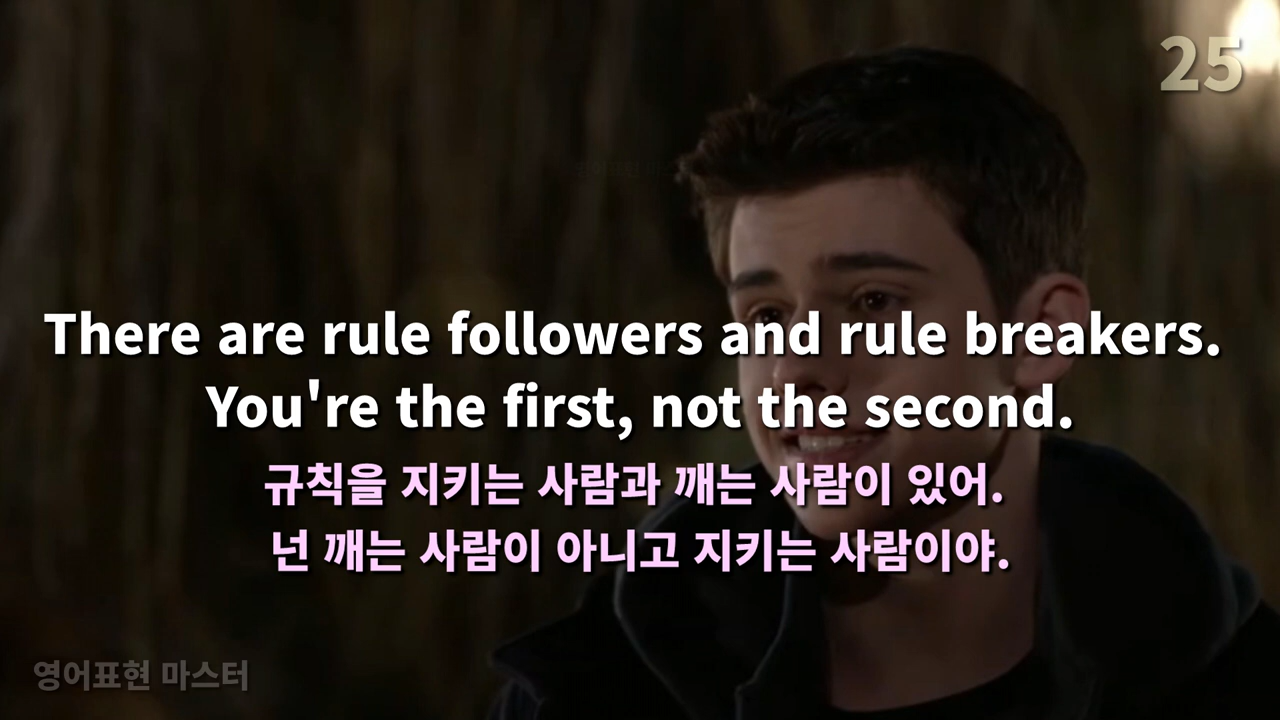 25
There are rule followers and rule breakers.
You're the first, not the second.
규칙을 지키는 사람과 깨는 사람이 있어.
넌 깨는 사람이 아니고 지키는 사람이야.
영어표현 마스터